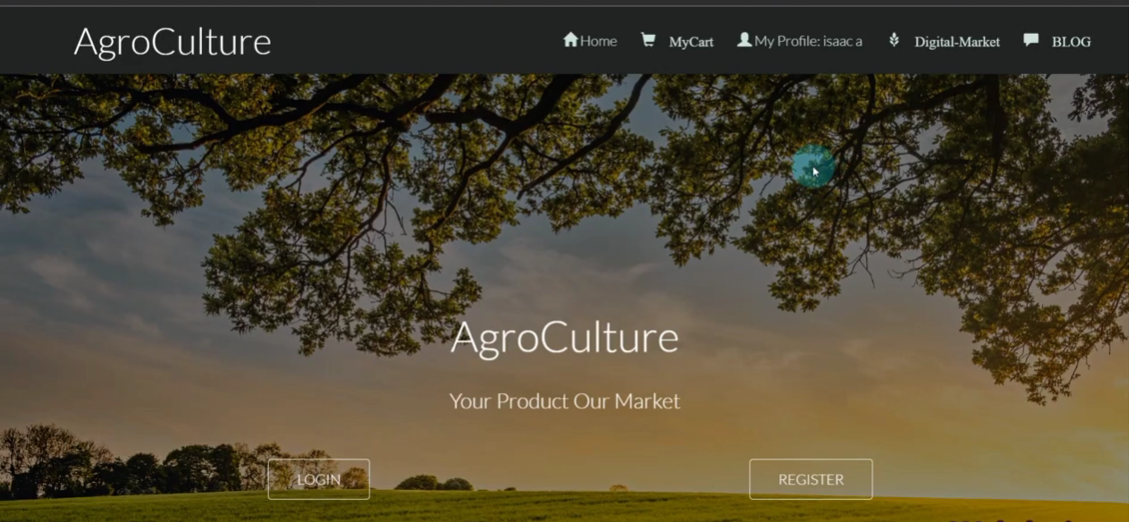 AgroCulture Home MyCart My Profile: isaac a Digital-Market BLOG
AgroCulture
Your Product Our Market
LOGIN REGISTER